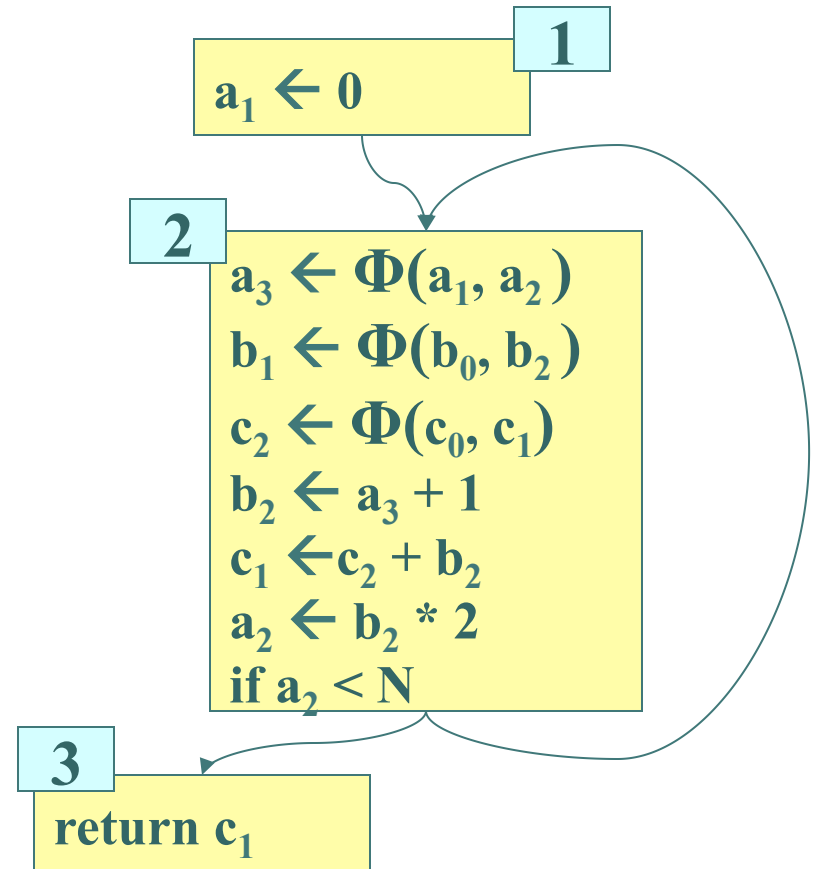 1
a₁ ← 0
2
a₃ ← Φ(a₁, a₂ )
b₁ ← Φ(b₀, b₂ )
c₂ ← Φ(c₀, c₁)
b₂ ← a₃ + 1
c₁ ←c₂ + b₂
a₂ ← b₂ * 2
if a₂ < N
3
return c₁